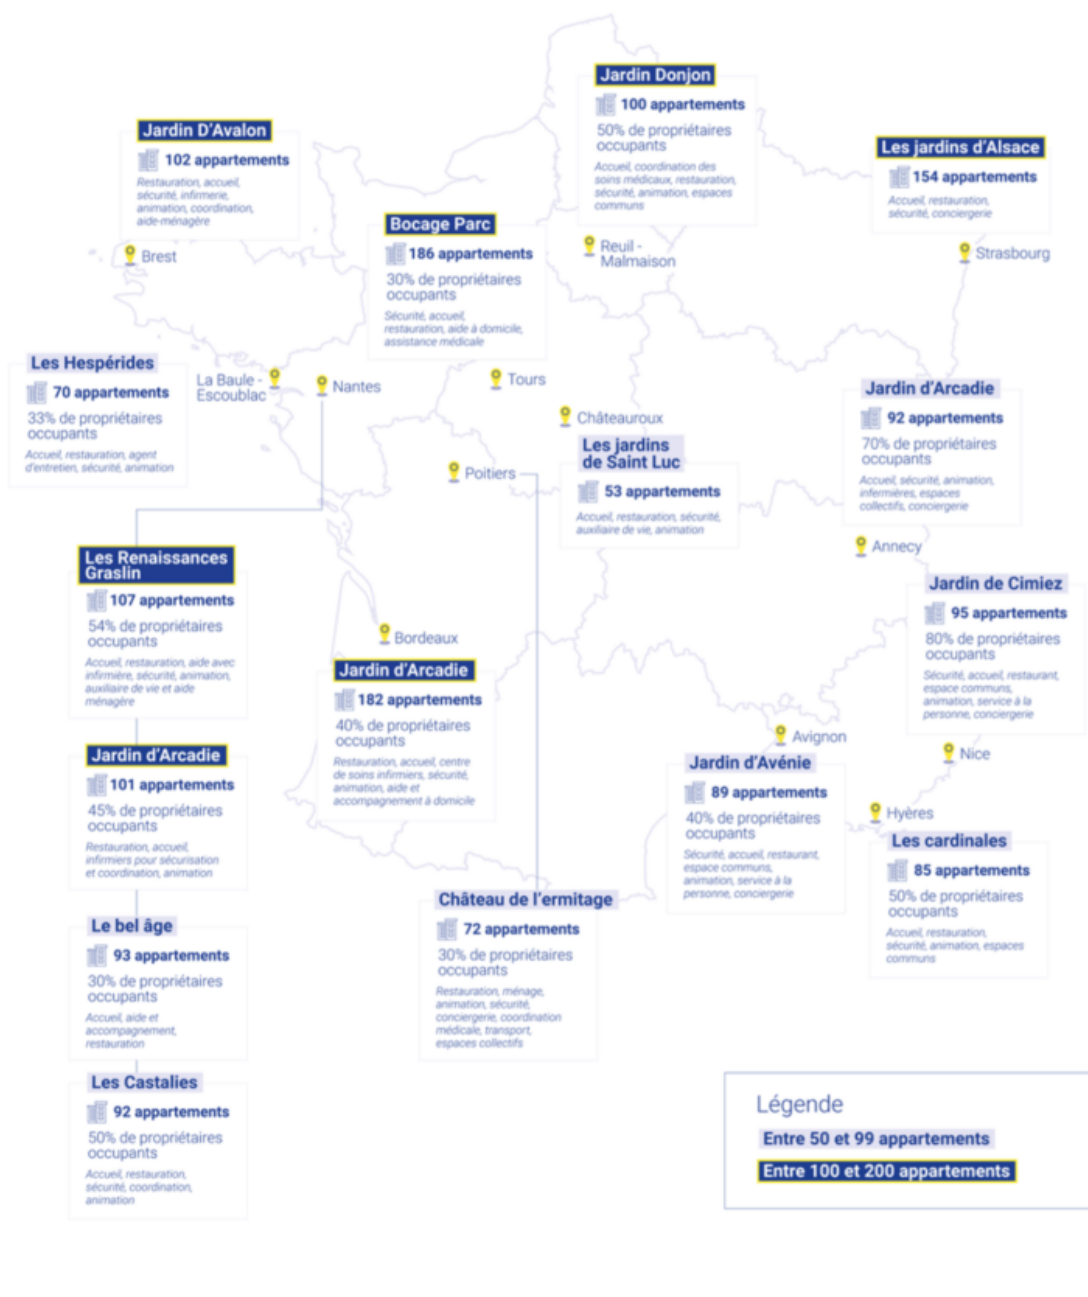 Jardin D'Avalon
102 appartements
Restauration, accueil,
sécurité, infirmerie,
animation, coordination,
aide-ménagère
Brest
Jardin Donjon
100 appartements
50% de propriétaires
occupants
Accueil, coordination des
soins médicaux, restauration,
sécurité, animation, espaces
communs
Reuil -
Malmaison
Les jardins d'Alsace
154 appartements
Accueil, restauration,
sécurité, conciergerie
Strasbourg
Bocage Parc
186 appartements
30% de propriétaires
occupants
Sécurité, accueil,
restauration, aide à domicile,
assistance médicale
Tours
Les Hespérides
70 appartements
33% de propriétaires
occupants
Accueil, restauration, agent
d'entretien, sécurité, animation
La Baule -
Escoublac
Nantes
Châteauroux
Les jardins
de Saint Luc
53 appartements
Accueil, restauration, sécurité,
auxiliaire de vie, animation
Poitiers
Jardin d'Arcadie
92 appartements
70% de propriétaires
occupants
Accueil, sécurité, animation,
infermières, espaces
collectifs, conciergerie
Annecy
Les Renaissances
Graslin
107 appartements
54% de propriétaires
occupants
Accueil, restauration, aide avec
infirmière, sécurité, animation,
auxiliaire de vie et aide
ménagère
Jardin d'Arcadie
101 appartements
45% de propriétaires
occupants
Restauration, accueil,
infirmiers pour sécurisation
et coordination, animation
Le bel âge
93 appartements
30% de propriétaires
occupants
Accueil, aide et
accompagnement,
restauration
Les Castalies
92 appartements
50% de propriétaires
occupants
Accueil, restauration,
sécurité, coordination,
animation
Bordeaux
Jardin d'Arcadie
182 appartements
40% de propriétaires
occupants
Restauration, accueil, centre
de soins infirmiers, sécurité,
animation, aide et
accompagnement à domicile
Château de l'ermitage
72 appartements
30% de propriétaires
occupants
Restauration, ménage,
animation, sécurité,
conciergerie, coordination
médicale, transport,
espaces collectifs
Jardin de Cimiez
95 appartements
80% de propriétaires
occupants
Sécurité, accueil, restaurant,
espace communs,
animation, service à la
personne, conciergerie
Nice
Avignon
Jardin d'Avénie
89 appartements
40% de propriétaires
occupants
Sécurité, accueil, restaurant,
espace communs,
animation, service à la
personne, conciergerie
Hyères
Les cardinales
85 appartements
50% de propriétaires
occupants
Accueil, restauration,
sécurité, animation, espaces
communs
Légende
Entre 50 et 99 appartements
Entre 100 et 200 appartements